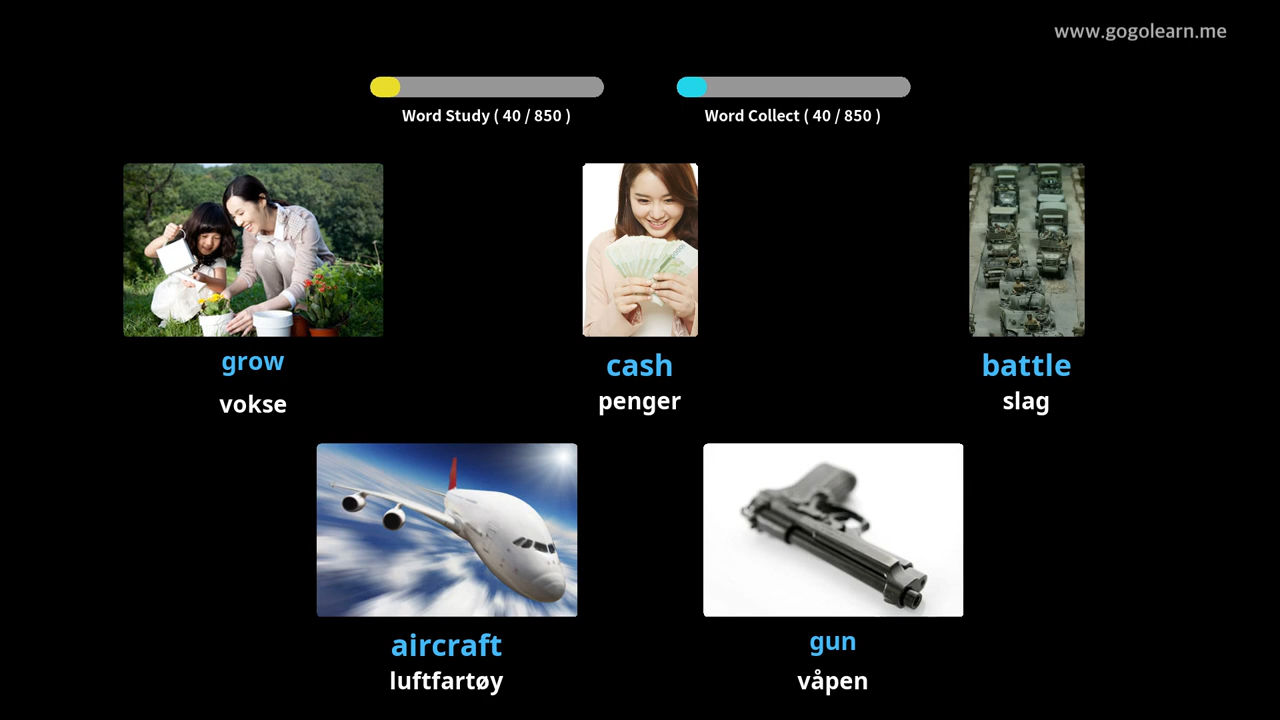 www.gogolearn.me
Word Study ( 40 / 850 )
Word Collect ( 40 / 850 )
grow
vokse
cash
penger
battle
slag
aircraft
luftfartøy
gun
våpen